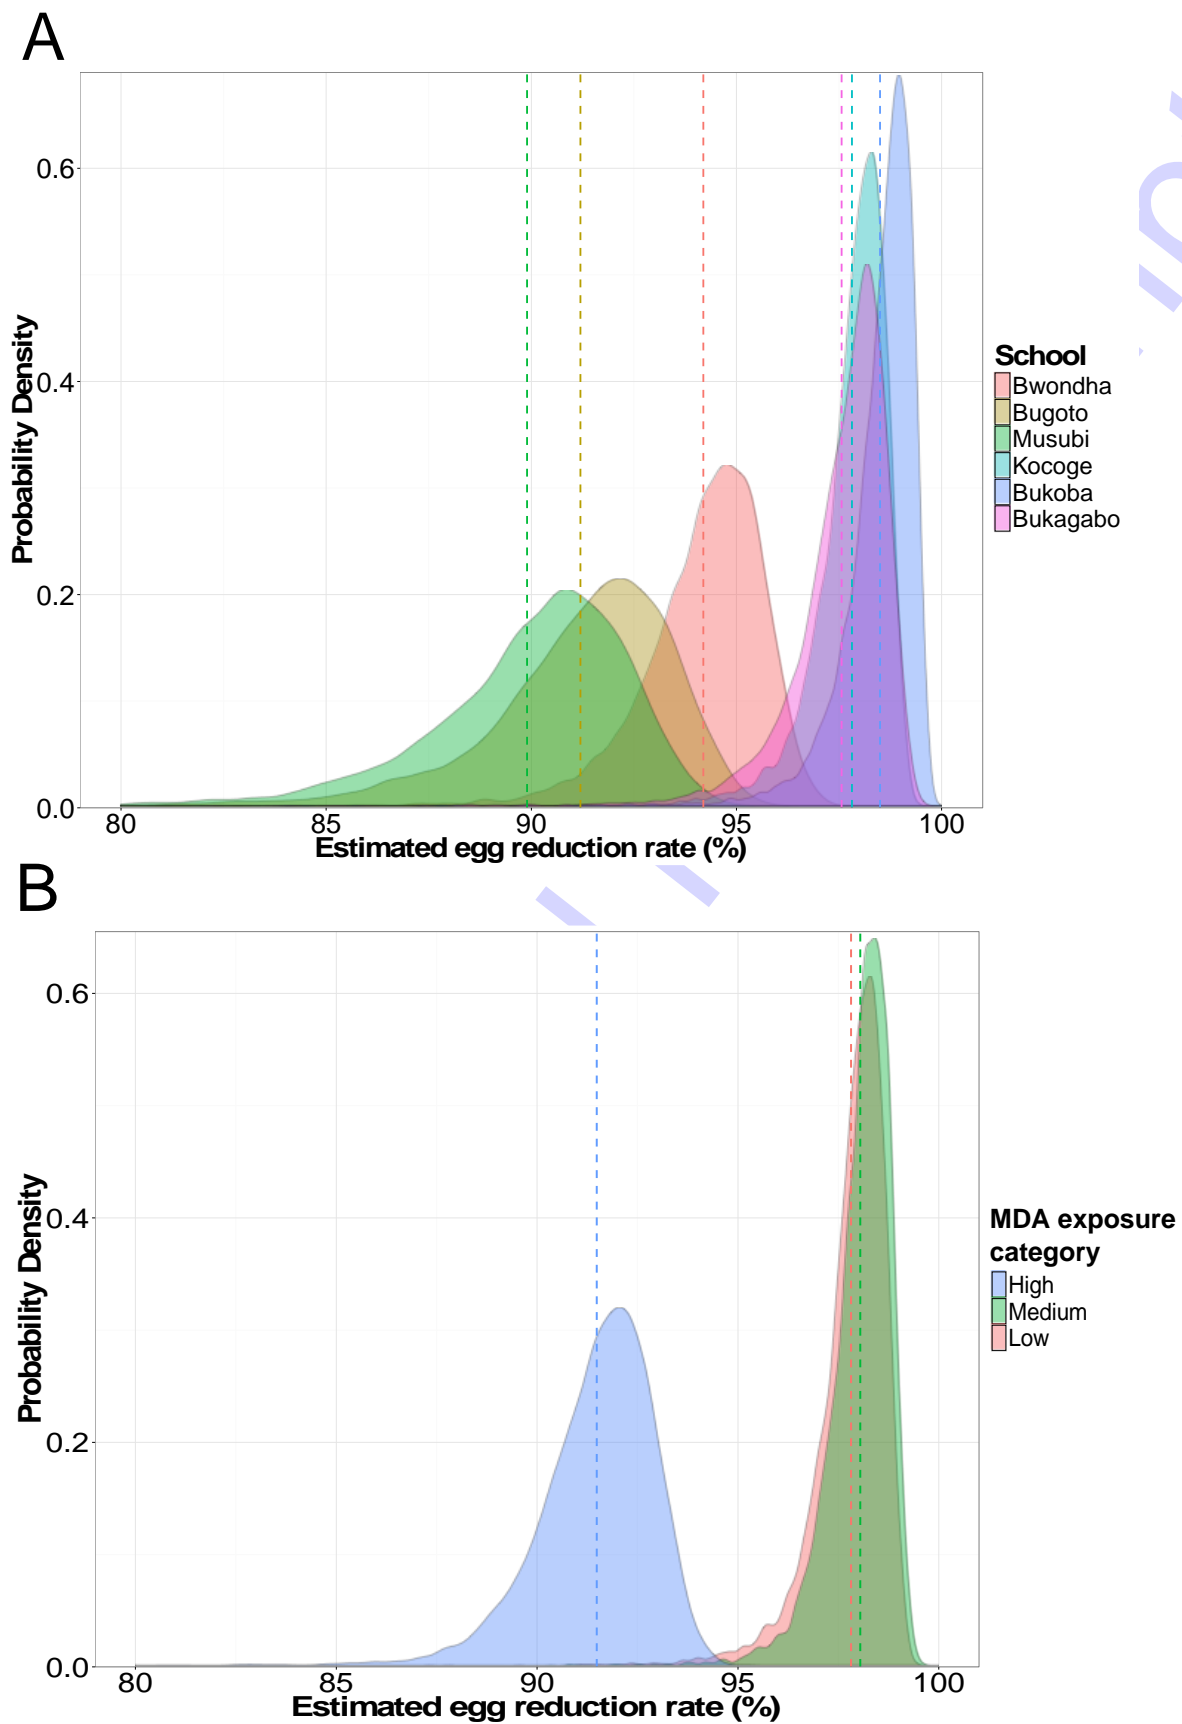 A
0.6
0.4
0.2
0.0
Probability Density
80 85 90 95 100
Estimated egg reduction rate (%)
School
Bwondha
Bugoto
Musubi
Kocoge
Bukoba
Bukagabo
B
0.6
0.4
0.2
0.0
Probability Density
80 85 90 95 100
Estimated egg reduction rate (%)
MDA exposure
category
High
Medium
Low